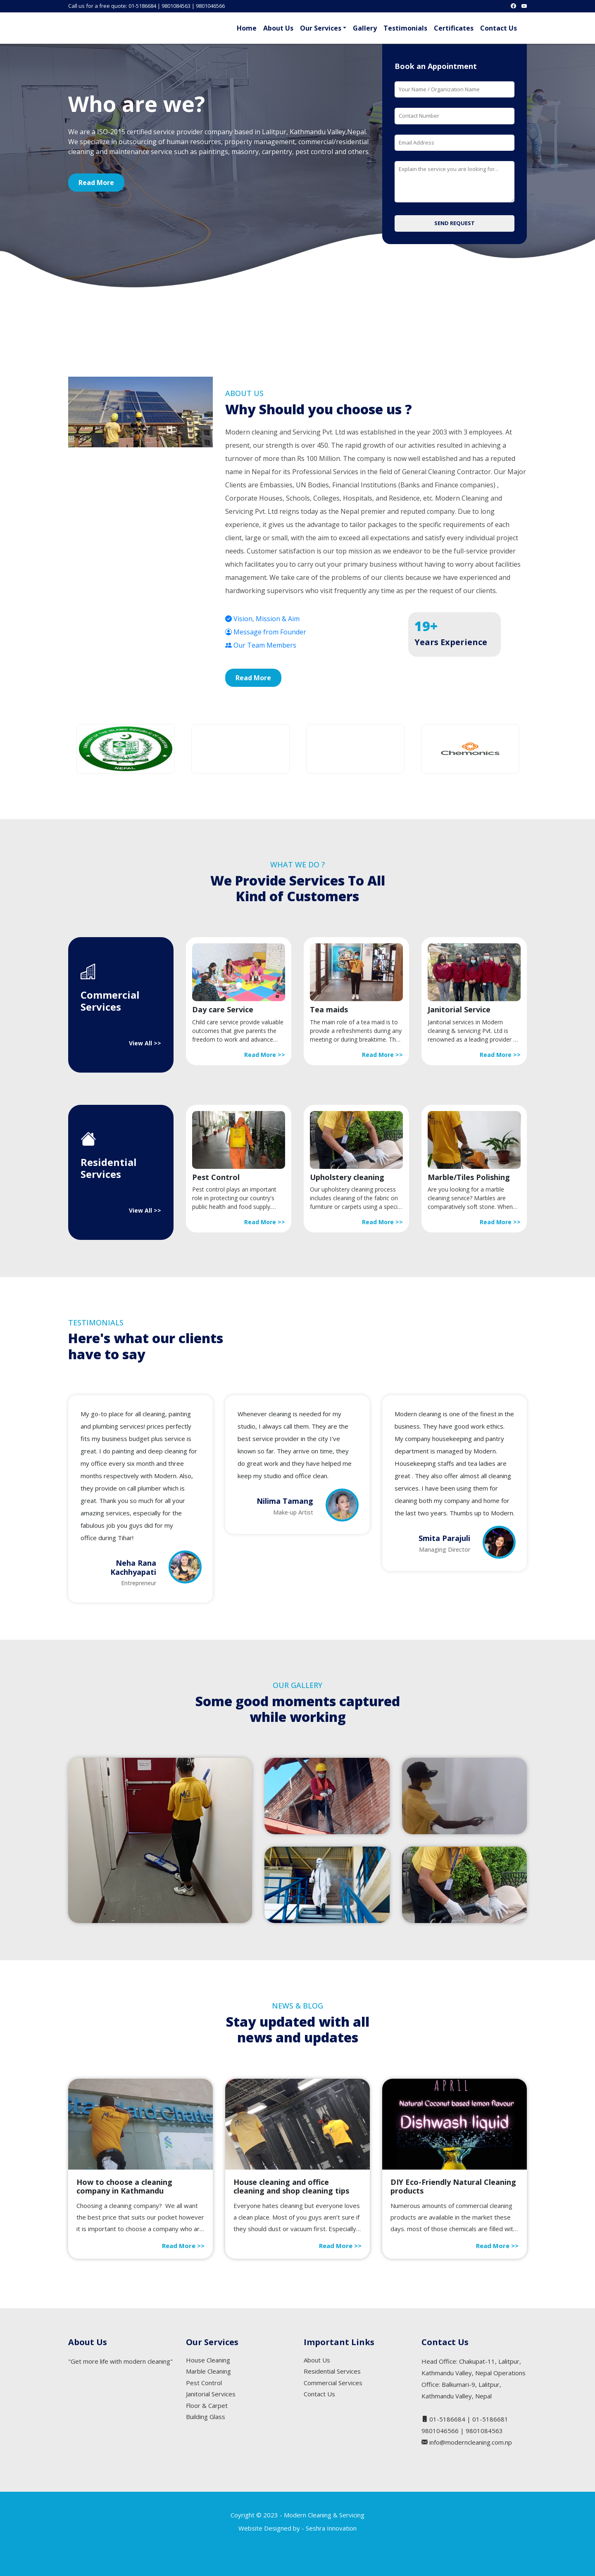 Call us for a free quote: 01-5186684 | 9801084563 | 9801046566
Home
About Us
Our Services
Gallery
Testimonials
Certificates
Contact Us
Who are we?
We are a ISO-2015 certified service provider company based in Lalitpur, Kathmandu Valley,Nepal.
We specialize in outsourcing of human resources, property management, commercial/residential
cleaning and maintenance service such as paintings, masonry, carpentry, pest control and others.
Read More
Book an Appointment
Your Name / Organization Name
Contact Number
Email Address
Explain the service you are looking for...
SEND REQUEST
ABOUT US
Why Should you choose us ?
Modern cleaning and Servicing Pvt. Ltd was established in the year 2003 with 3 employees. At
present, our strength is over 450. The rapid growth of our activities resulted in achieving a
turnover of more than Rs 100 Million. The company is now well established and has a reputed
name in Nepal for its Professional Services in the field of General Cleaning Contractor. Our Major
Clients are Embassies, UN Bodies, Financial Institutions (Banks and Finance companies) ,
Corporate Houses, Schools, Colleges, Hospitals, and Residence, etc. Modern Cleaning and
Servicing Pvt. Ltd reigns today as the Nepal premier and reputed company. Due to long
experience, it gives us the advantage to tailor packages to the specific requirements of each
client, large or small, with the aim to exceed all expectations and satisfy every individual project
needs. Customer satisfaction is our top mission as we endeavor to be the full-service provider
which facilitates you to carry out your primary business without having to worry about facilities
management. We take care of the problems of our clients because we have experienced and
hardworking supervisors who visit frequently any time as per the request of our clients.
Vision, Mission & Aim
Message from Founder
Our Team Members
19+
Years Experience
Read More
NEPAL
Chemonics
WHAT WE DO ?
We Provide Services To All
Kind of Customers
Commercial
Services
View All >>
Day care Service
Child care service provide valuable
outcomes that give parents the
freedom to work and advance...
Read More >>
Tea maids
The main role of a tea maid is to
provide a refreshments during any
meeting or during breaktime. Th...
Read More >>
Janitorial Service
Janitorial services in Modern
cleaning & servicing Pvt. Ltd is
renowned as a leading provider ...
Read More >>
Residential
Services
View All >>
Pest Control
Pest control plays an important
role in protecting our country's
public health and food supply....
Read More >>
Upholstery cleaning
Our upholstery cleaning process
includes cleaning of the fabric on
furniture or carpets using a speci...
Read More >>
Marble/Tiles Polishing
Are you looking for a marble
cleaning service? Marbles are
comparatively soft stone. When...
Read More >>
TESTIMONIALS
Here's what our clients
have to say
My go-to place for all cleaning, painting
and plumbing services! prices perfectly
fits my business budget plus service is
great. I do painting and deep cleaning for
my office every six month and three
months respectively with Modern. Also,
they provide on call plumber which is
great. Thank you so much for all your
amazing services, especially for the
fabulous job you guys did for my
office during Tihar!
Neha Rana
Kachhyapati
Entrepreneur
Whenever cleaning is needed for my
studio, I always call them. They are the
best service provider in the city I've
known so far. They arrive on time, they
do great work and they have helped me
keep my studio and office clean.
Nilima Tamang
Make-up Artist
Modern cleaning is one of the finest in the
business. They have good work ethics.
My company housekeeping and pantry
department is managed by Modern.
Housekeeping staffs and tea ladies are
great . They also offer almost all cleaning
services. I have been using them for
cleaning both my company and home for
the last two years. Thumbs up to Modern.
Smita Parajuli
Managing Director
OUR GALLERY
Some good moments captured
while working
NEWS & BLOG
Stay updated with all
news and updates
How to choose a cleaning
company in Kathmandu
Choosing a cleaning company? We all want
the best price that suits our pocket however
it is important to choose a company who ar...
Read More >>
House cleaning and office
cleaning and shop cleaning tips
Everyone hates cleaning but everyone loves
a clean place. Most of you guys aren't sure if
they should dust or vacuum first. Especially...
Read More >>
APRIL
Natural Coconut based lemon flavour
Dishwash liquid
DIY Eco-Friendly Natural Cleaning
products
Numerous amounts of commercial cleaning
products are available in the market these
days. most of those chemicals are filled wit...
Read More >>
About Us
"Get more life with modern cleaning"
Our Services
House Cleaning
Marble Cleaning
Pest Control
Janitorial Services
Floor & Carpet
Building Glass
Important Links
About Us
Residential Services
Commercial Services
Contact Us
Contact Us
Head Office: Chakupat-11, Lalitpur,
Kathmandu Valley, Nepal Operations
Office: Balkumari-9, Lalitpur,
Kathmandu Valley, Nepal
01-5186684 | 01-5186681
9801046566 | 9801084563
info@moderncleaning.com.np
Coyright © 2023 - Modern Cleaning & Servicing
Website Designed by - Seshra Innovation